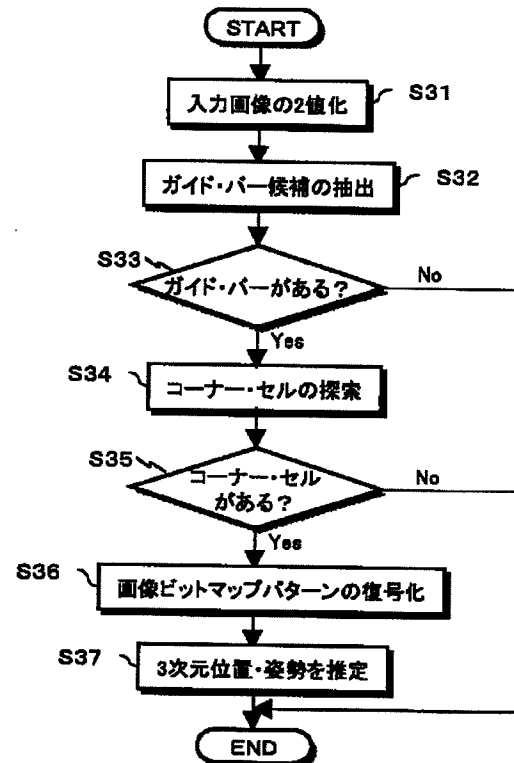 START
入力画像の2値化
S31
ガイド・バー候補の抽出
S32
S33
ガイド・バーがある？
No
Yes
S34
コーナー・セルの探索
S35
コーナー・セル
がある？
No
Yes
S36
画像ビットマップパターンの復号化
S37
3次元位置・姿勢を推定
END